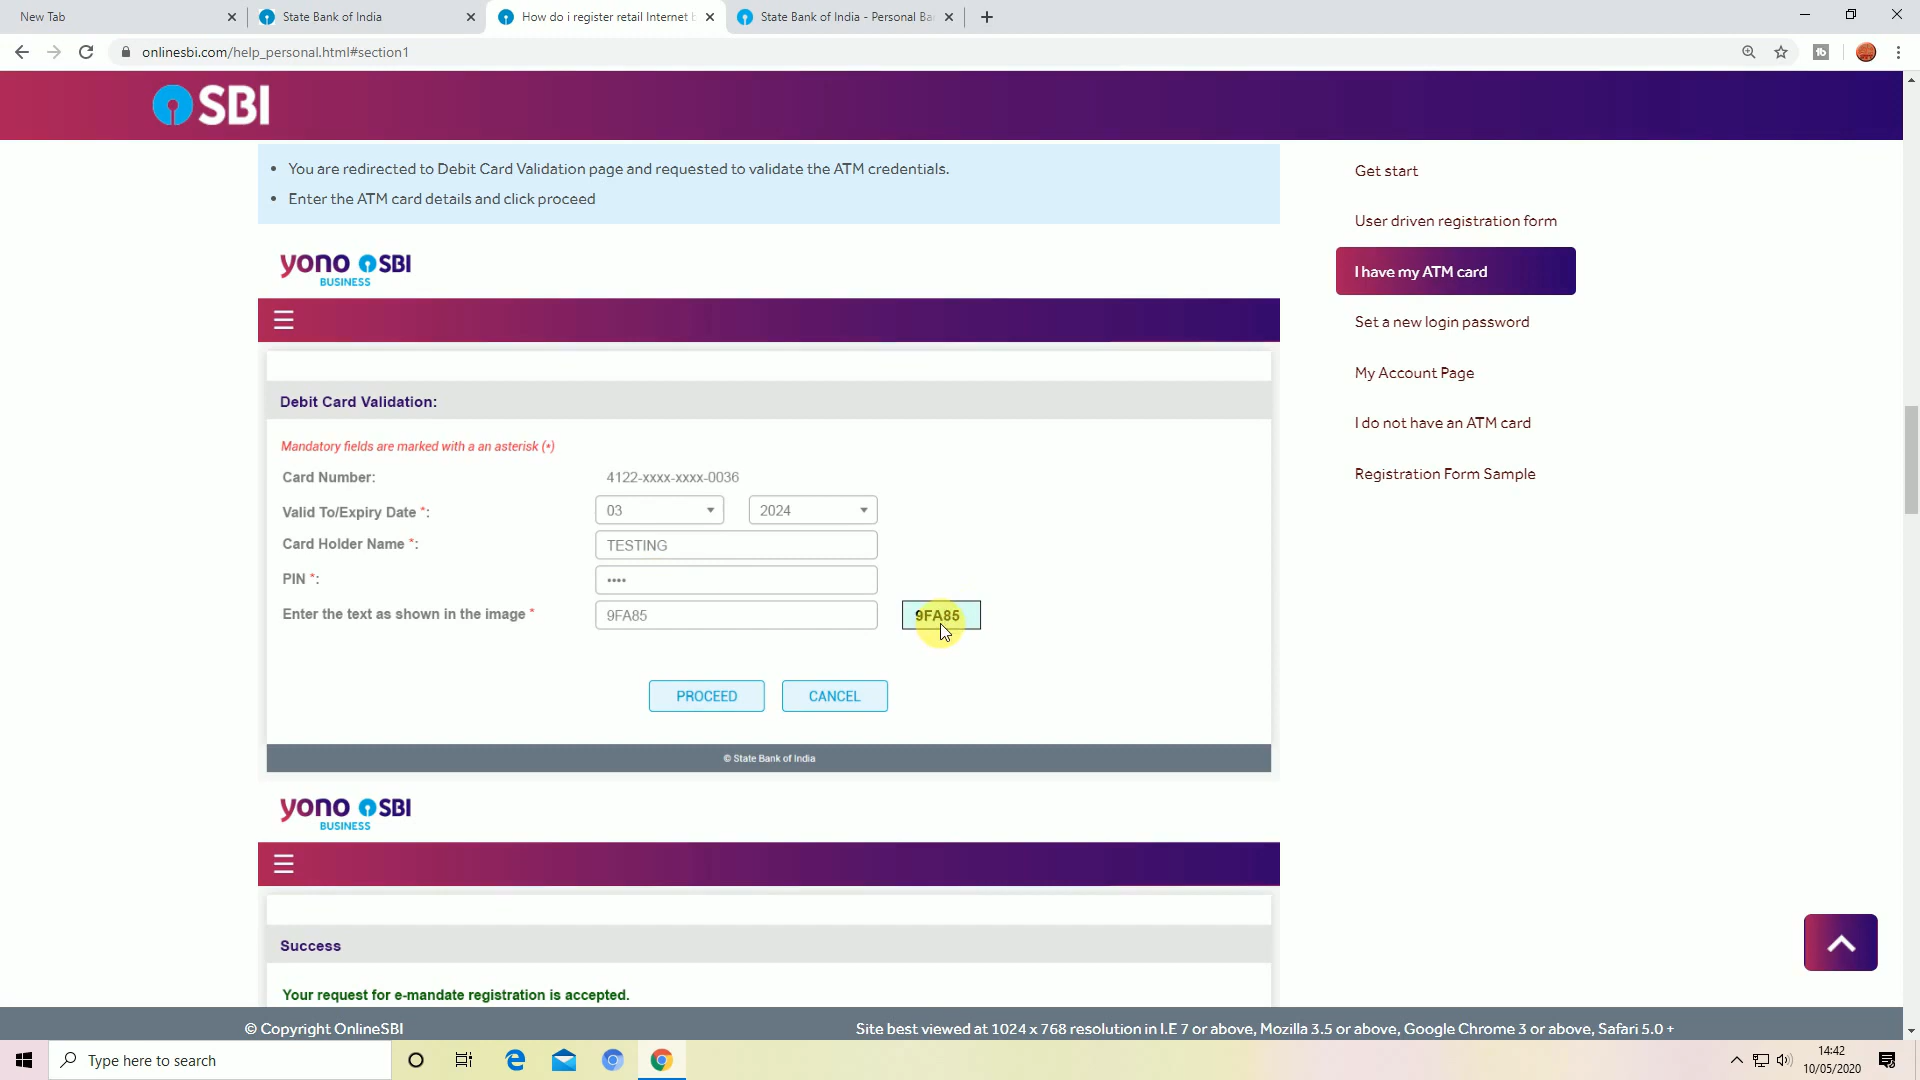 New Tab
State Bank of India
How do i register retail Internet b
State Bank of India - Personal Ba
onlinesbi.com/help_personal.html#section1
SBI
You are redirected to Debit Card Validation page and requested to validate the ATM credentials.
Enter the ATM card details and click proceed
yono SBI
BUSINESS
Debit Card Validation:
Mandatory fields are marked with a an asterisk (*)
Card Number: 4122-xxxx-xxxx-0036
Valid To/Expiry Date *: 03 2024
Card Holder Name *: TESTING
PIN *: ••••
Enter the text as shown in the image * 9FA85 9FA85
PROCEED CANCEL
© State Bank of India
yono SBI
BUSINESS
Success
Your request for e-mandate registration is accepted.
Get start
User driven registration form
I have my ATM card
Set a new login password
My Account Page
I do not have an ATM card
Registration Form Sample
© Copyright OnlineSBI
Site best viewed at 1024 x 768 resolution in I.E 7 or above, Mozilla 3.5 or above, Google Chrome 3 or above, Safari 5.0 +
Type here to search
14:42
10/05/2020